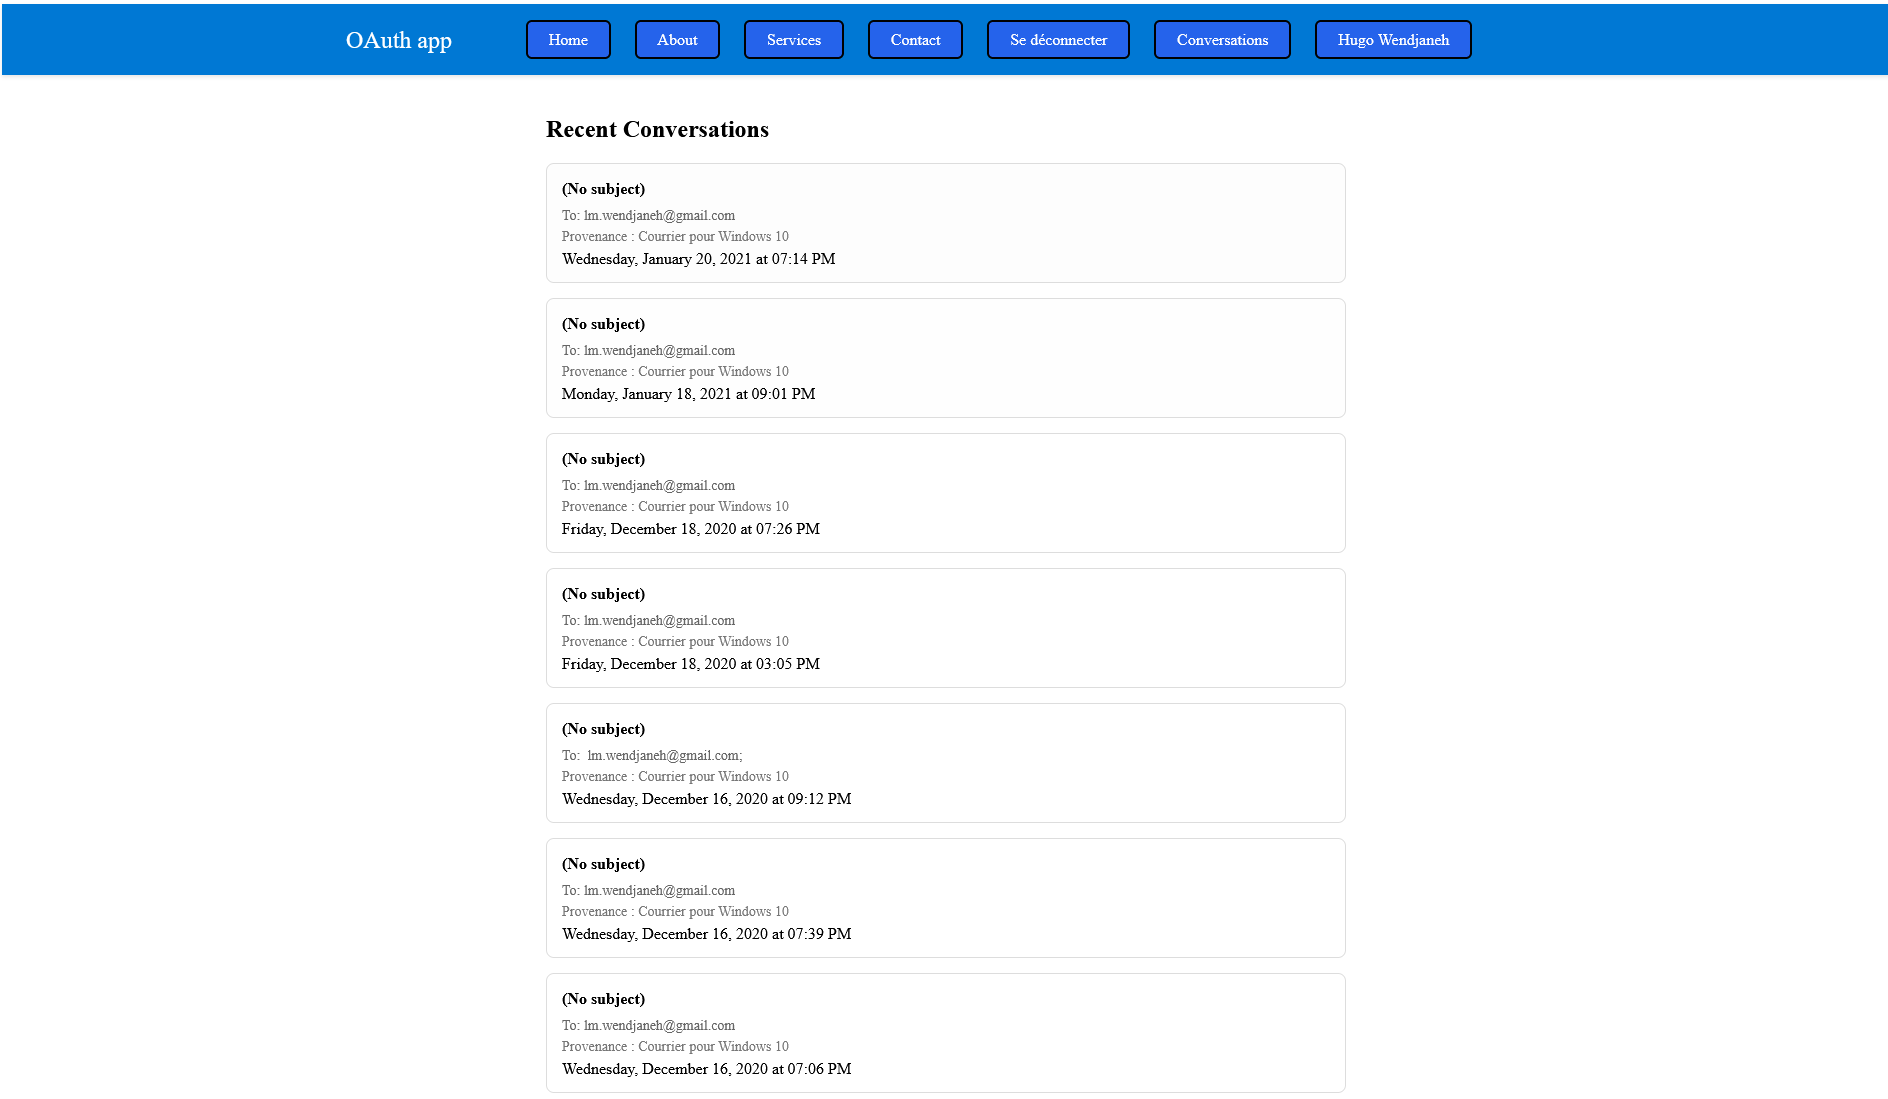 OAuth app
Home
About
Services
Contact
Se déconnecter
Conversations
Hugo Wendjaneh
Recent Conversations
(No subject)
To: lm.wendjaneh@gmail.com
Provenance : Courrier pour Windows 10
Wednesday, January 20, 2021 at 07:14 PM
(No subject)
To: lm.wendjaneh@gmail.com
Provenance : Courrier pour Windows 10
Monday, January 18, 2021 at 09:01 PM
(No subject)
To: lm.wendjaneh@gmail.com
Provenance : Courrier pour Windows 10
Friday, December 18, 2020 at 07:26 PM
(No subject)
To: lm.wendjaneh@gmail.com
Provenance : Courrier pour Windows 10
Friday, December 18, 2020 at 03:05 PM
(No subject)
To:  lm.wendjaneh@gmail.com;
Provenance : Courrier pour Windows 10
Wednesday, December 16, 2020 at 09:12 PM
(No subject)
To: lm.wendjaneh@gmail.com
Provenance : Courrier pour Windows 10
Wednesday, December 16, 2020 at 07:39 PM
(No subject)
To: lm.wendjaneh@gmail.com
Provenance : Courrier pour Windows 10
Wednesday, December 16, 2020 at 07:06 PM